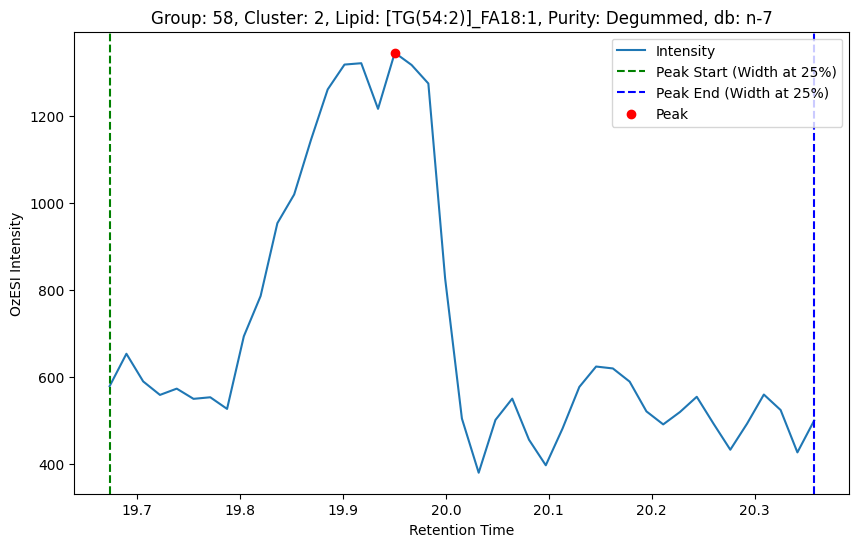 Group: 58, Cluster: 2, Lipid: [TG(54:2)]_FA18:1, Purity: Degummed, db: n-7
Intensity
Peak Start (Width at 25%)
Peak End (Width at 25%)
Peak
OzESI Intensity
1200
1000
800
600
400
19.7 19.8 19.9 20.0 20.1 20.2 20.3
Retention Time